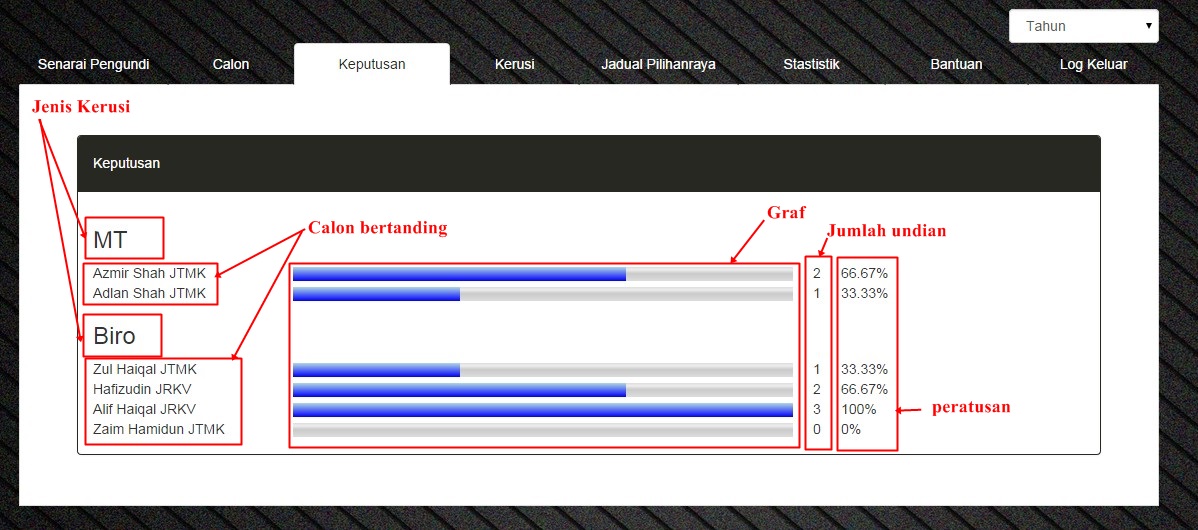 Tahun
Senarai Pengundi Calon Keputusan Kerusi Jadual Pilihanraya Stastistik Bantuan Log Keluar
Jenis Kerusi
Keputusan
Graf
Calon bertanding
Jumlah undian
MT
Azmir Shah JTMK 2 66.67%
Adlan Shah JTMK 1 33.33%
Biro
Zul Haiqal JTMK 1 33.33%
Hafizudin JRKV 2 66.67%
Alif Haiqal JRKV 3 100%
peratusan
Zaim Hamidun JTMK 0 0%